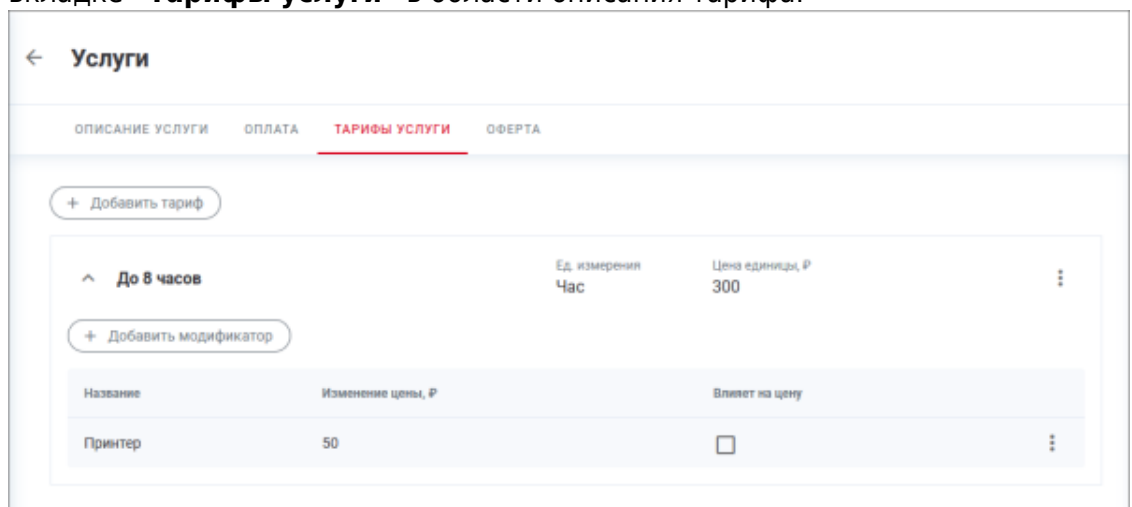 вкладке "Тарифы услуги" в области описания тарифа.
Услуги
ОПИСАНИЕ УСЛУГИ ОПЛАТА ТАРИФЫ УСЛУГИ ОФЕРТА
+ Добавить тариф
До 8 часов Ед. измерения Час Цена единицы, ₽ 300
+ Добавить модификатор
Название Изменение цены, ₽ Влияет на цену
Принтер 50